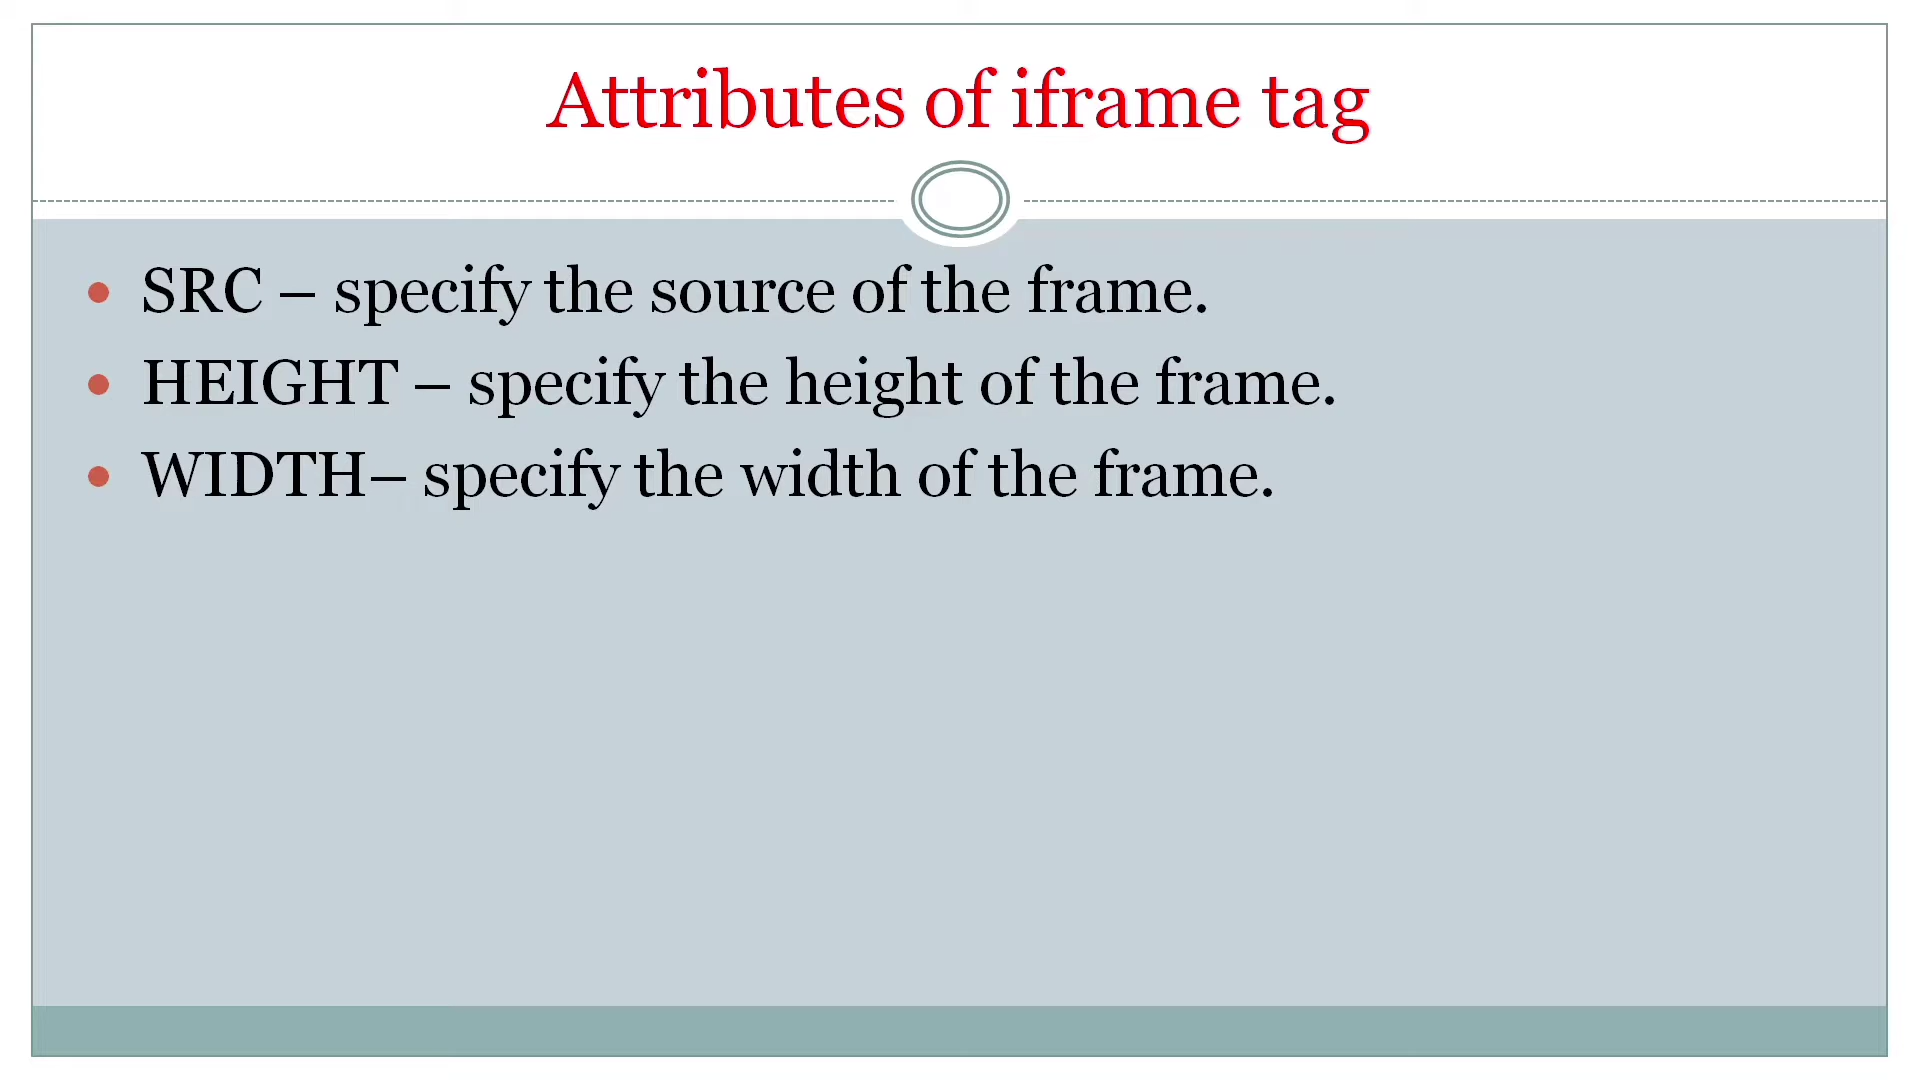 Attributes of iframe tag
• SRC – specify the source of the frame.
• HEIGHT – specify the height of the frame.
• WIDTH– specify the width of the frame.